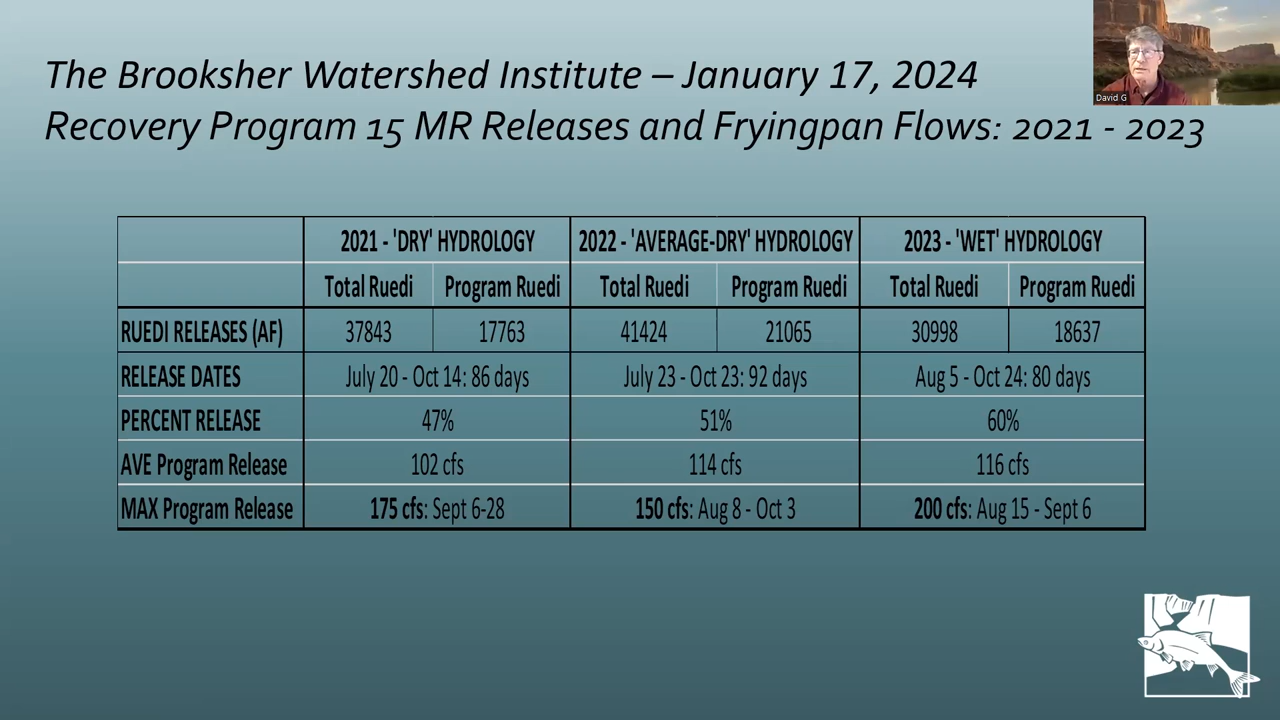 The Brooksher Watershed Institute – January 17, 2024
Recovery Program 15 MR Releases and Fryingpan Flows: 2021 - 2023
David G
2021 - 'DRY' HYDROLOGY 2022 - 'AVERAGE-DRY' HYDROLOGY 2023 - 'WET' HYDROLOGY
Total Ruedi Program Ruedi Total Ruedi Program Ruedi Total Ruedi Program Ruedi
RUEDI RELEASES (AF) 37843 17763 41424 21065 30998 18637
RELEASE DATES July 20 - Oct 14: 86 days July 23 - Oct 23: 92 days Aug 5 - Oct 24: 80 days
PERCENT RELEASE 47% 51% 60%
AVE Program Release 102 cfs 114 cfs 116 cfs
MAX Program Release 175 cfs: Sept 6-28 150 cfs: Aug 8 - Oct 3 200 cfs: Aug 15 - Sept 6